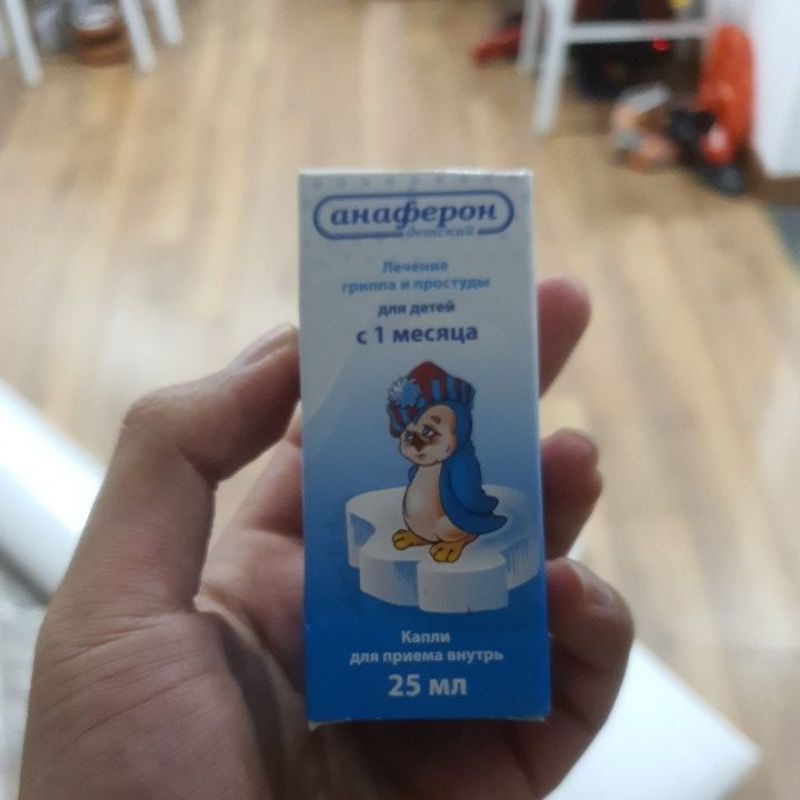 анаферон
детский
Лечение
гриппа и простуды
для детей
с 1 месяца
Капли
для приема внутрь
25 мл